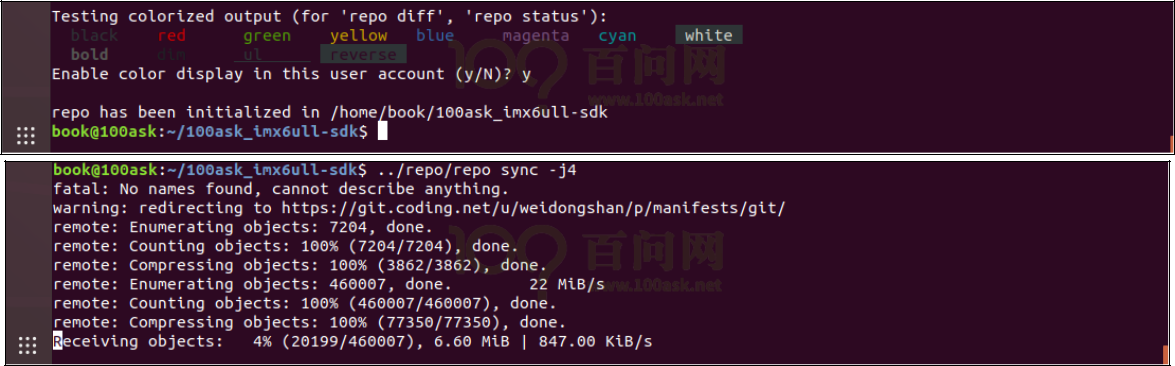 Testing colorized output (for 'repo diff', 'repo status'):
black red green yellow blue magenta cyan white
bold dim ul reverse
Enable color display in this user account (y/N)? y
百问网
www.100ask.net
repo has been initialized in /home/book/100ask_imx6ull-sdk
book@100ask:~/100ask_imx6ull-sdk$
book@100ask:~/100ask_imx6ull-sdk$ ../repo/repo sync -j4
fatal: No names found, cannot describe anything.
warning: redirecting to https://git.coding.net/u/weidongshan/p/manifests/git/
remote: Enumerating objects: 7204, done.
remote: Counting objects: 100% (7204/7204), done.
百问网
remote: Compressing objects: 100% (3862/3862), done.
remote: Enumerating objects: 460007, done. 22 MiB/s
www.100ask.net
remote: Counting objects: 100% (460007/460007), done.
remote: Compressing objects: 100% (77350/77350), done.
Receiving objects: 4% (20199/460007), 6.60 MiB | 847.00 KiB/s